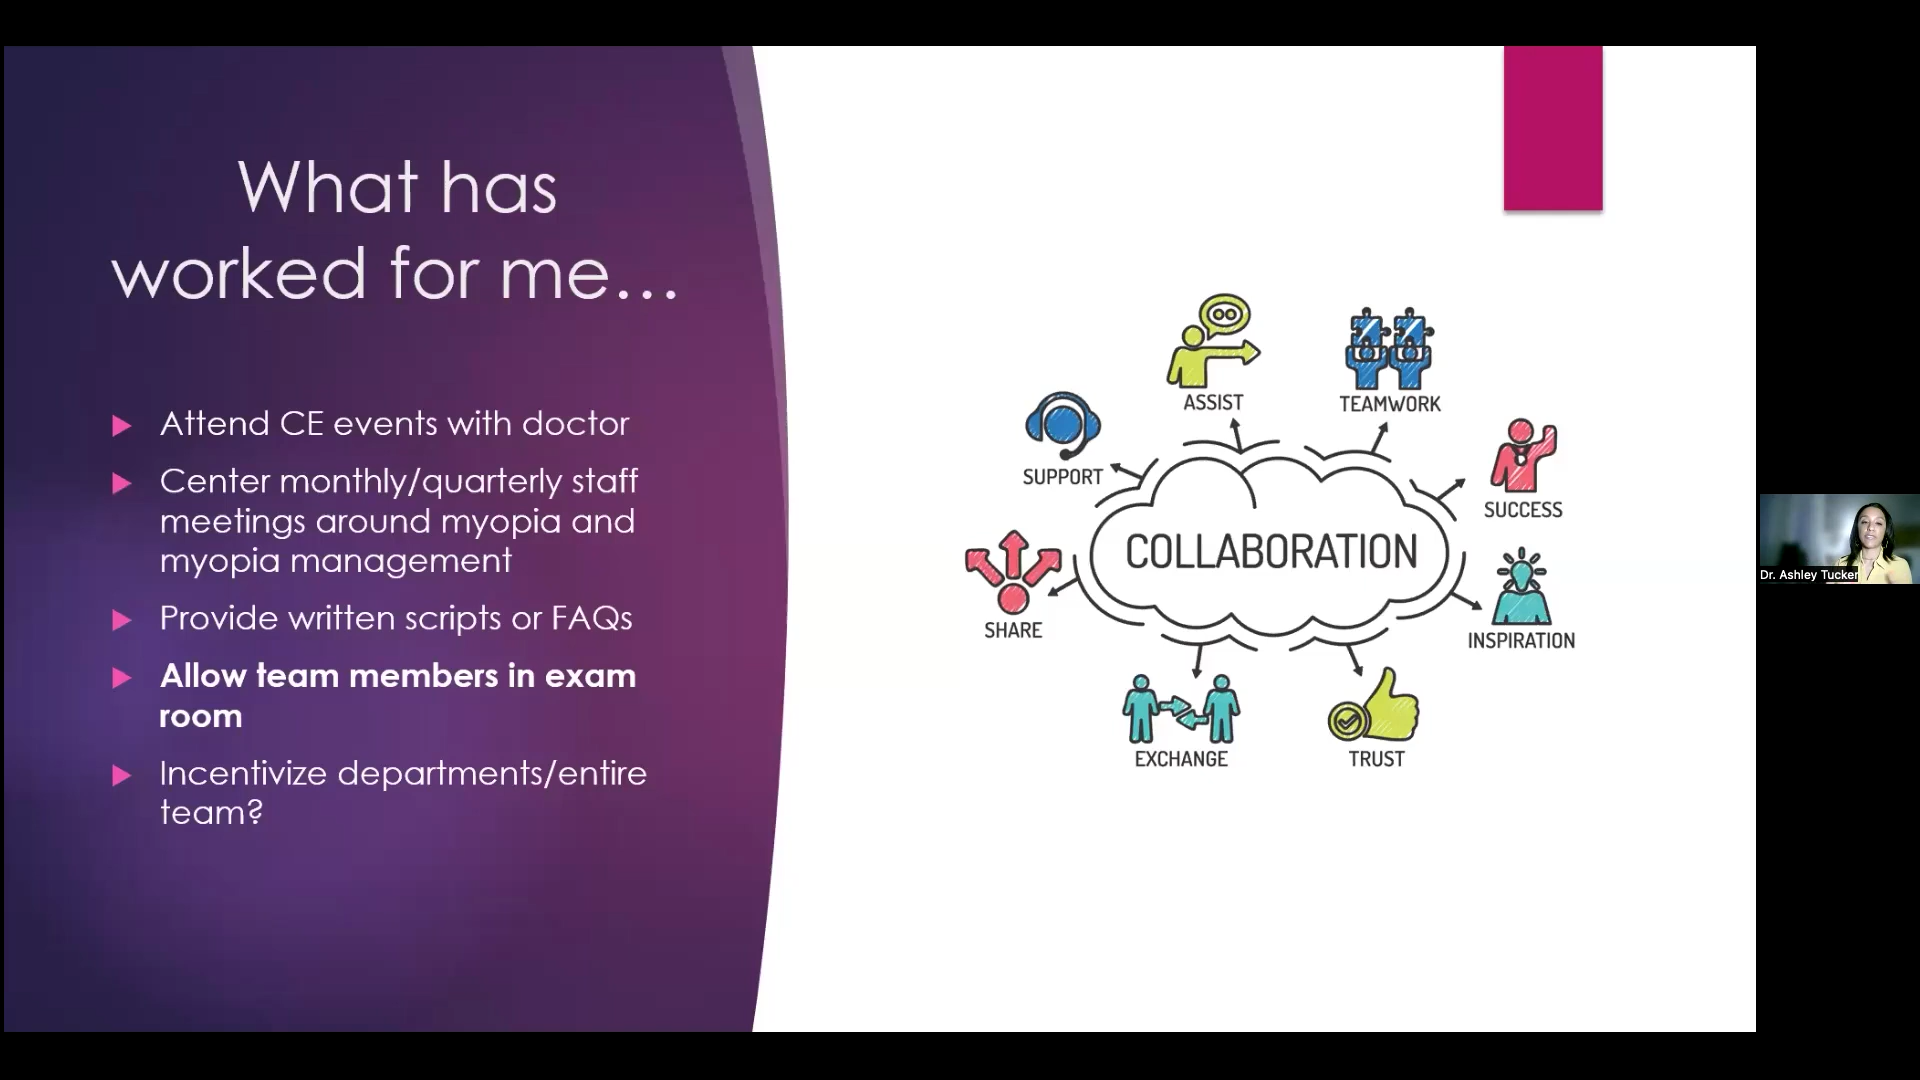 What has
worked for me...
Attend CE events with doctor
Center monthly/quarterly staff
meetings around myopia and
myopia management
Provide written scripts or FAQs
Allow team members in exam
room
Incentivize departments/entire
team?
ASSIST
TEAMWORK
SUPPORT
SUCCESS
COLLABORATION
SHARE
INSPIRATION
EXCHANGE
TRUST
Dr. Ashley Tucker